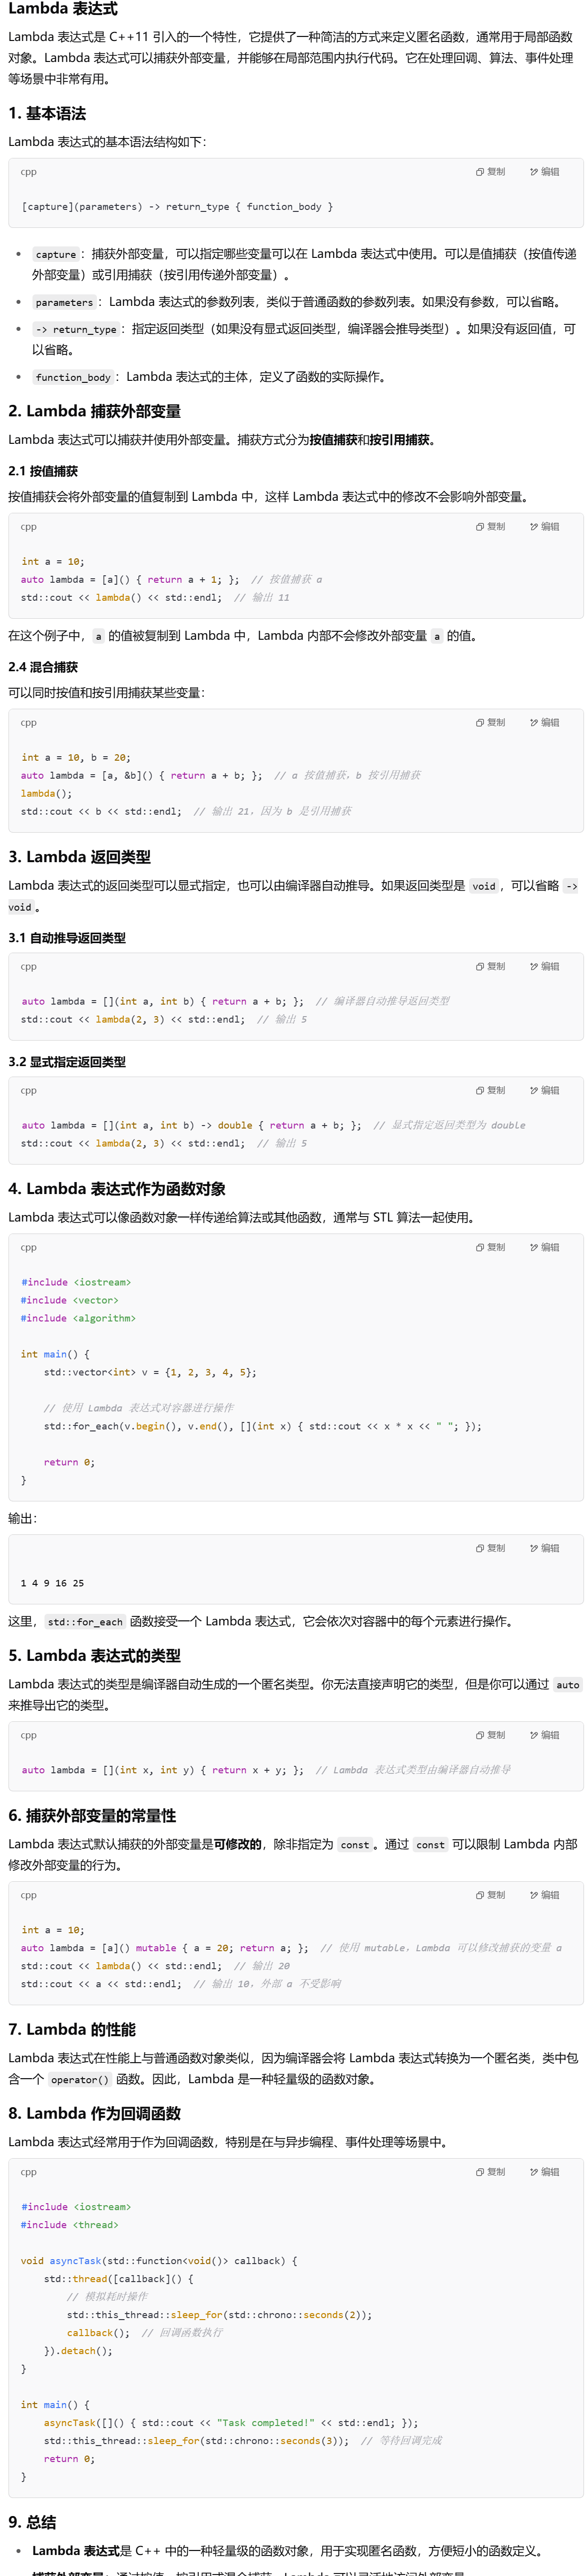 Lambda 表达式
Lambda 表达式是 C++11 引入的一个特性，它提供了一种简洁的方式来定义匿名函数，通常用于局部函数
对象。Lambda 表达式可以捕获外部变量，并能够在局部范围内执行代码。它在处理回调、算法、事件处理
等场景中非常有用。
1. 基本语法
Lambda 表达式的基本语法结构如下：
cpp 复制 编辑
[capture](parameters) -> return_type { function_body }
• capture：捕获外部变量，可以指定哪些变量可以在 Lambda 表达式中使用。可以是值捕获（按值传递
外部变量）或引用捕获（按引用传递外部变量）。
• parameters：Lambda 表达式的参数列表，类似于普通函数的参数列表。如果没有参数，可以省略。
• -> return_type：指定返回类型（如果没有显式返回类型，编译器会推导类型）。如果没有返回值，可
以省略。
• function_body：Lambda 表达式的主体，定义了函数的实际操作。
2. Lambda 捕获外部变量
Lambda 表达式可以捕获并使用外部变量。捕获方式分为按值捕获和按引用捕获。
2.1 按值捕获
按值捕获会将外部变量的值复制到 Lambda 中，这样 Lambda 表达式中的修改不会影响外部变量。
cpp 复制 编辑
int a = 10;
auto lambda = [a]() { return a + 1; };  // 按值捕获 a
std::cout << lambda() << std::endl;  // 输出 11
在这个例子中，a 的值被复制到 Lambda 中，Lambda 内部不会修改外部变量 a 的值。
2.4 混合捕获
可以同时按值和按引用捕获某些变量：
cpp 复制 编辑
int a = 10, b = 20;
auto lambda = [a, &b]() { return a + b; };  // a 按值捕获，b 按引用捕获
lambda();
std::cout << b << std::endl;  // 输出 21，因为 b 是引用捕获
3. Lambda 返回类型
Lambda 表达式的返回类型可以显式指定，也可以由编译器自动推导。如果返回类型是 void，可以省略 ->
void。
3.1 自动推导返回类型
cpp 复制 编辑
auto lambda = [](int a, int b) { return a + b; };  // 编译器自动推导返回类型
std::cout << lambda(2, 3) << std::endl;  // 输出 5
3.2 显式指定返回类型
cpp 复制 编辑
auto lambda = [](int a, int b) -> double { return a + b; };  // 显式指定返回类型为 double
std::cout << lambda(2, 3) << std::endl;  // 输出 5
4. Lambda 表达式作为函数对象
Lambda 表达式可以像函数对象一样传递给算法或其他函数，通常与 STL 算法一起使用。
cpp 复制 编辑
#include <iostream>
#include <vector>
#include <algorithm>
int main() {
    std::vector<int> v = {1, 2, 3, 4, 5};
    // 使用 Lambda 表达式对容器进行操作
    std::for_each(v.begin(), v.end(), [](int x) { std::cout << x * x << " "; });
    return 0;
}
输出：
复制 编辑
1 4 9 16 25
这里，std::for_each 函数接受一个 Lambda 表达式，它会依次对容器中的每个元素进行操作。
5. Lambda 表达式的类型
Lambda 表达式的类型是编译器自动生成的一个匿名类型。你无法直接声明它的类型，但是你可以通过 auto
来推导出它的类型。
cpp 复制 编辑
auto lambda = [](int x, int y) { return x + y; };  // Lambda 表达式类型由编译器自动推导
6. 捕获外部变量的常量性
Lambda 表达式默认捕获的外部变量是可修改的，除非指定为 const。通过 const 可以限制 Lambda 内部
修改外部变量的行为。
cpp 复制 编辑
int a = 10;
auto lambda = [a]() mutable { a = 20; return a; };  // 使用 mutable，Lambda 可以修改捕获的变量 a
std::cout << lambda() << std::endl;  // 输出 20
std::cout << a << std::endl;  // 输出 10，外部 a 不受影响
7. Lambda 的性能
Lambda 表达式在性能上与普通函数对象类似，因为编译器会将 Lambda 表达式转换为一个匿名类，类中包
含一个 operator() 函数。因此，Lambda 是一种轻量级的函数对象。
8. Lambda 作为回调函数
Lambda 表达式经常用于作为回调函数，特别是在与异步编程、事件处理等场景中。
cpp 复制 编辑
#include <iostream>
#include <thread>
void asyncTask(std::function<void()> callback) {
    std::thread([callback]() {
        // 模拟耗时操作
        std::this_thread::sleep_for(std::chrono::seconds(2));
        callback();  // 回调函数执行
    }).detach();
}
int main() {
    asyncTask([]() { std::cout << "Task completed!" << std::endl; });
    std::this_thread::sleep_for(std::chrono::seconds(3));  // 等待回调完成
    return 0;
}
9. 总结
• Lambda 表达式是 C++ 中的一种轻量级的函数对象，用于实现匿名函数，方便短小的函数定义。